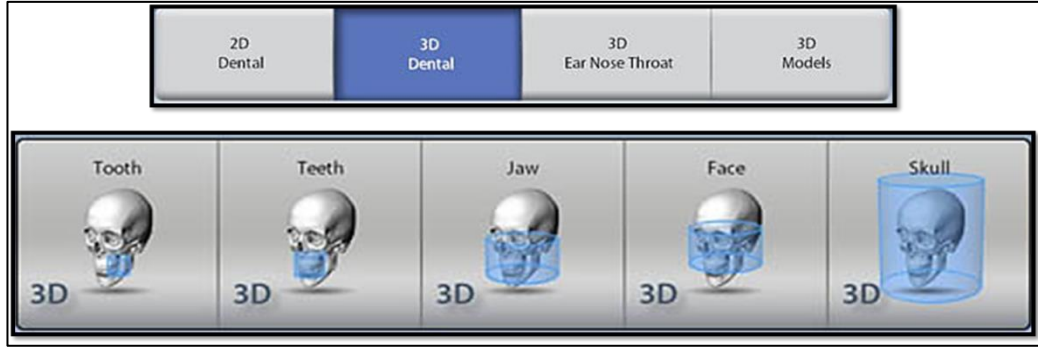 2D
Dental
3D
Dental
3D
Ear Nose Throat
3D
Models
Tooth
3D
Teeth
3D
Jaw
3D
Face
3D
Skull
3D